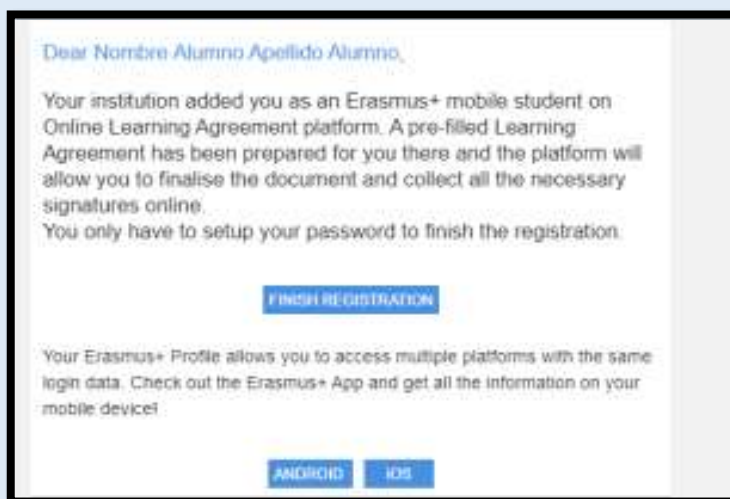 Dear Nombre Alumno Apellido Alumno,
Your institution added you as an Erasmus+ mobile student on
Online Learning Agreement platform. A pre-filled Learning
Agreement has been prepared for you there and the platform will
allow you to finalise the document and collect all the necessary
signatures online.
You only have to setup your password to finish the registration.
FINISH REGISTRATION
Your Erasmus+ Profile allows you to access multiple platforms with the same
login data. Check out the Erasmus+ App and get all the information on your
mobile device!
ANDROID
iOS